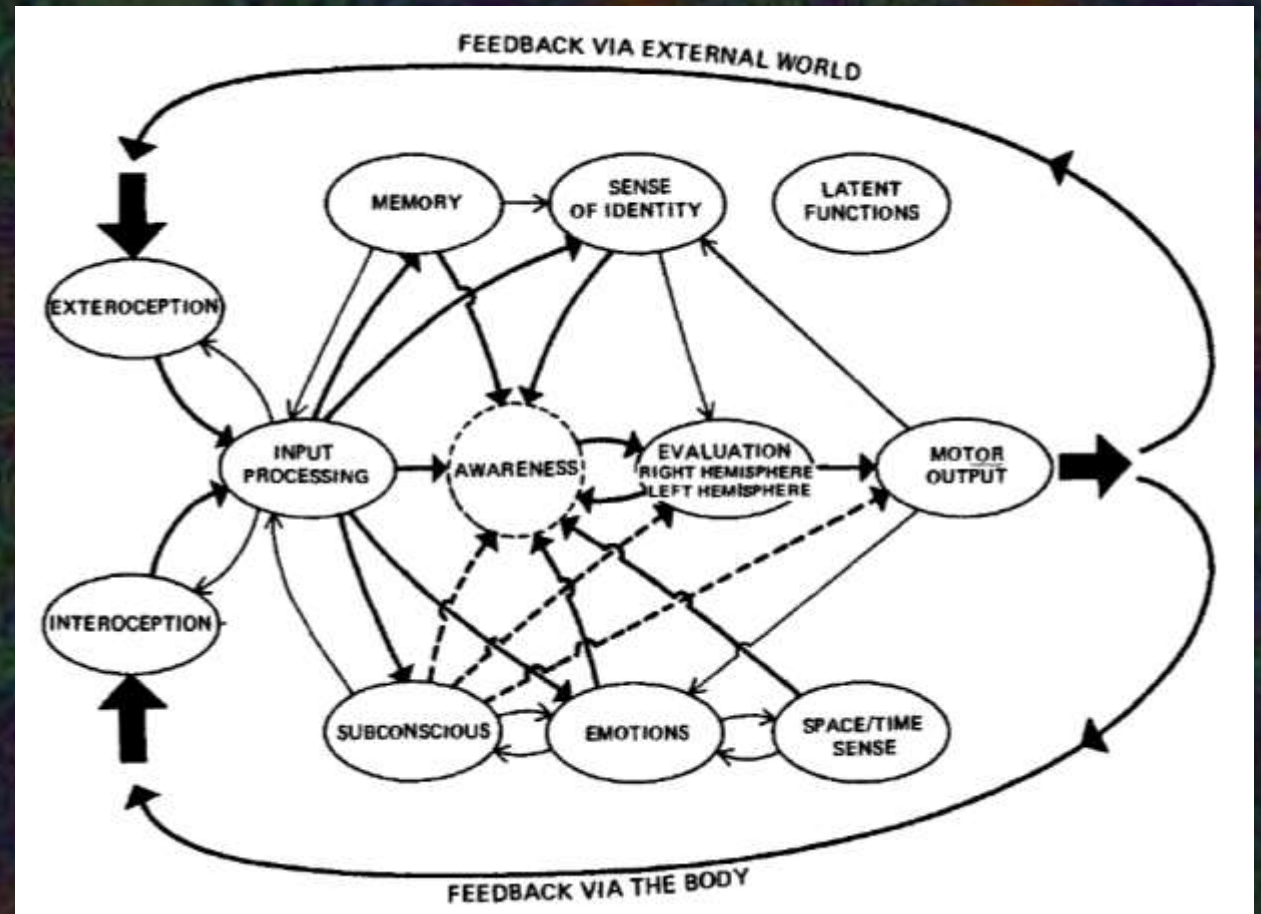 FEEDBACK VIA EXTERNAL WORLD
MEMORY
SENSE
OF IDENTITY
LATENT
FUNCTIONS
EXTEROCEPTION
INPUT
PROCESSING
AWARENESS
EVALUATION
RIGHT HEMISPHERE
LEFT HEMISPHERE
MOTOR
OUTPUT
INTEROCEPTION
SUBCONSCIOUS
EMOTIONS
SPACE/TIME
SENSE
FEEDBACK VIA THE BODY